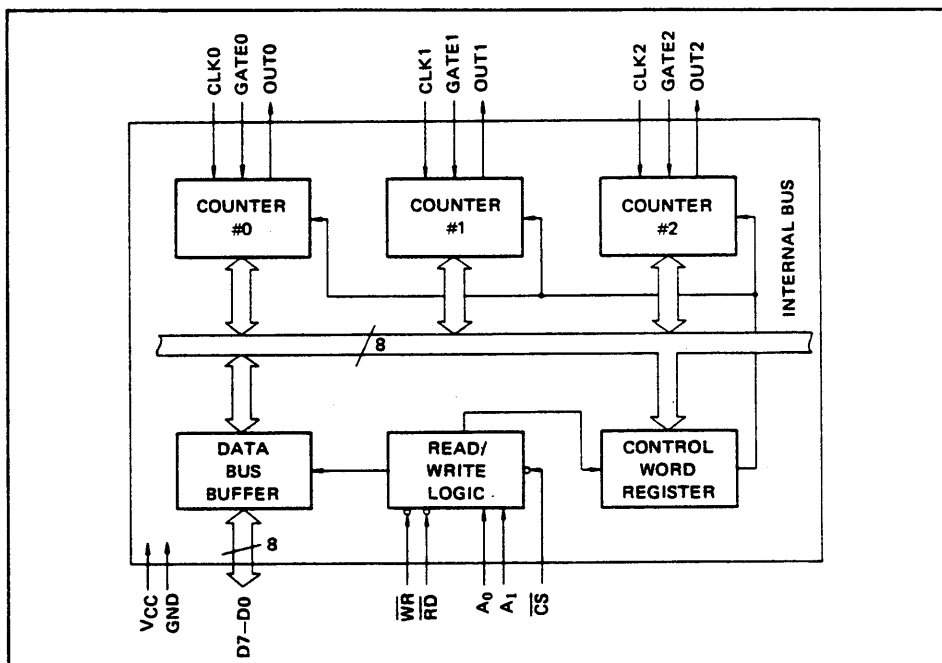 CLK0
GATE0
OUT0
CLK1
GATE1
OUT1
CLK2
GATE2
OUT2
COUNTER
#0
COUNTER
#1
COUNTER
#2
INTERNAL BUS
8
DATA
BUS
BUFFER
READ/
WRITE
LOGIC
CONTROL
WORD
REGISTER
8
VCC
GND
D7–D0
WR
RD
A0
A1
CS